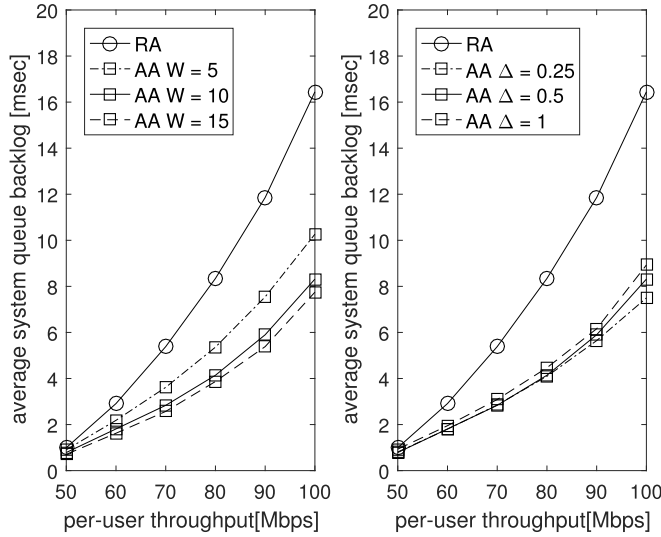 20
18
16
14
12
10
8
6
4
2
0
average system queue backlog [msec]
RA
AA W = 5
AA W = 10
AA W = 15
50 60 70 80 90 100
per-user throughput[Mbps]
20
18
16
14
12
10
8
6
4
2
0
average system queue backlog [msec]
RA
AA Δ = 0.25
AA Δ = 0.5
AA Δ = 1
50 60 70 80 90 100
per-user throughput[Mbps]